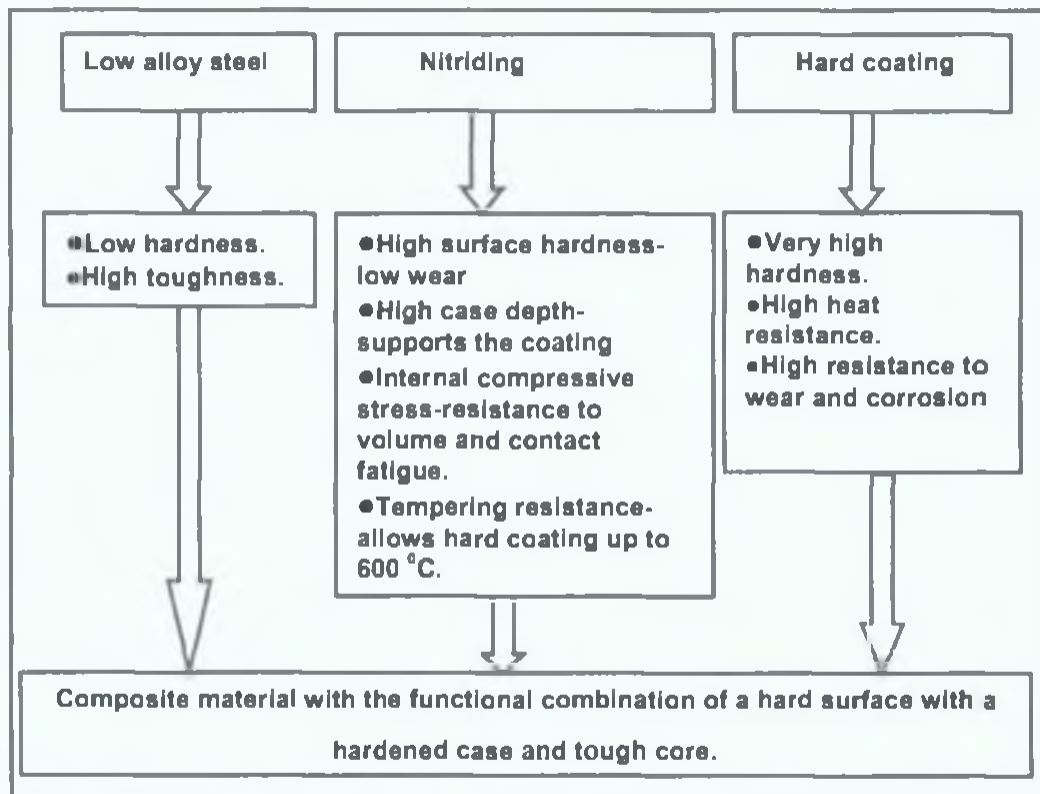 Low alloy steel
Nitriding
Hard coating
●Low hardness.
●High toughness.
●High surface hardness-
low wear
●High case depth-
supports the coating
●Internal compressive
stress-resistance to
volume and contact
fatigue.
●Tempering resistance-
allows hard coating up to
600 °C.
●Very high
hardness.
●High heat
resistance.
●High resistance to
wear and corrosion
Composite material with the functional combination of a hard surface with a
hardened case and tough core.